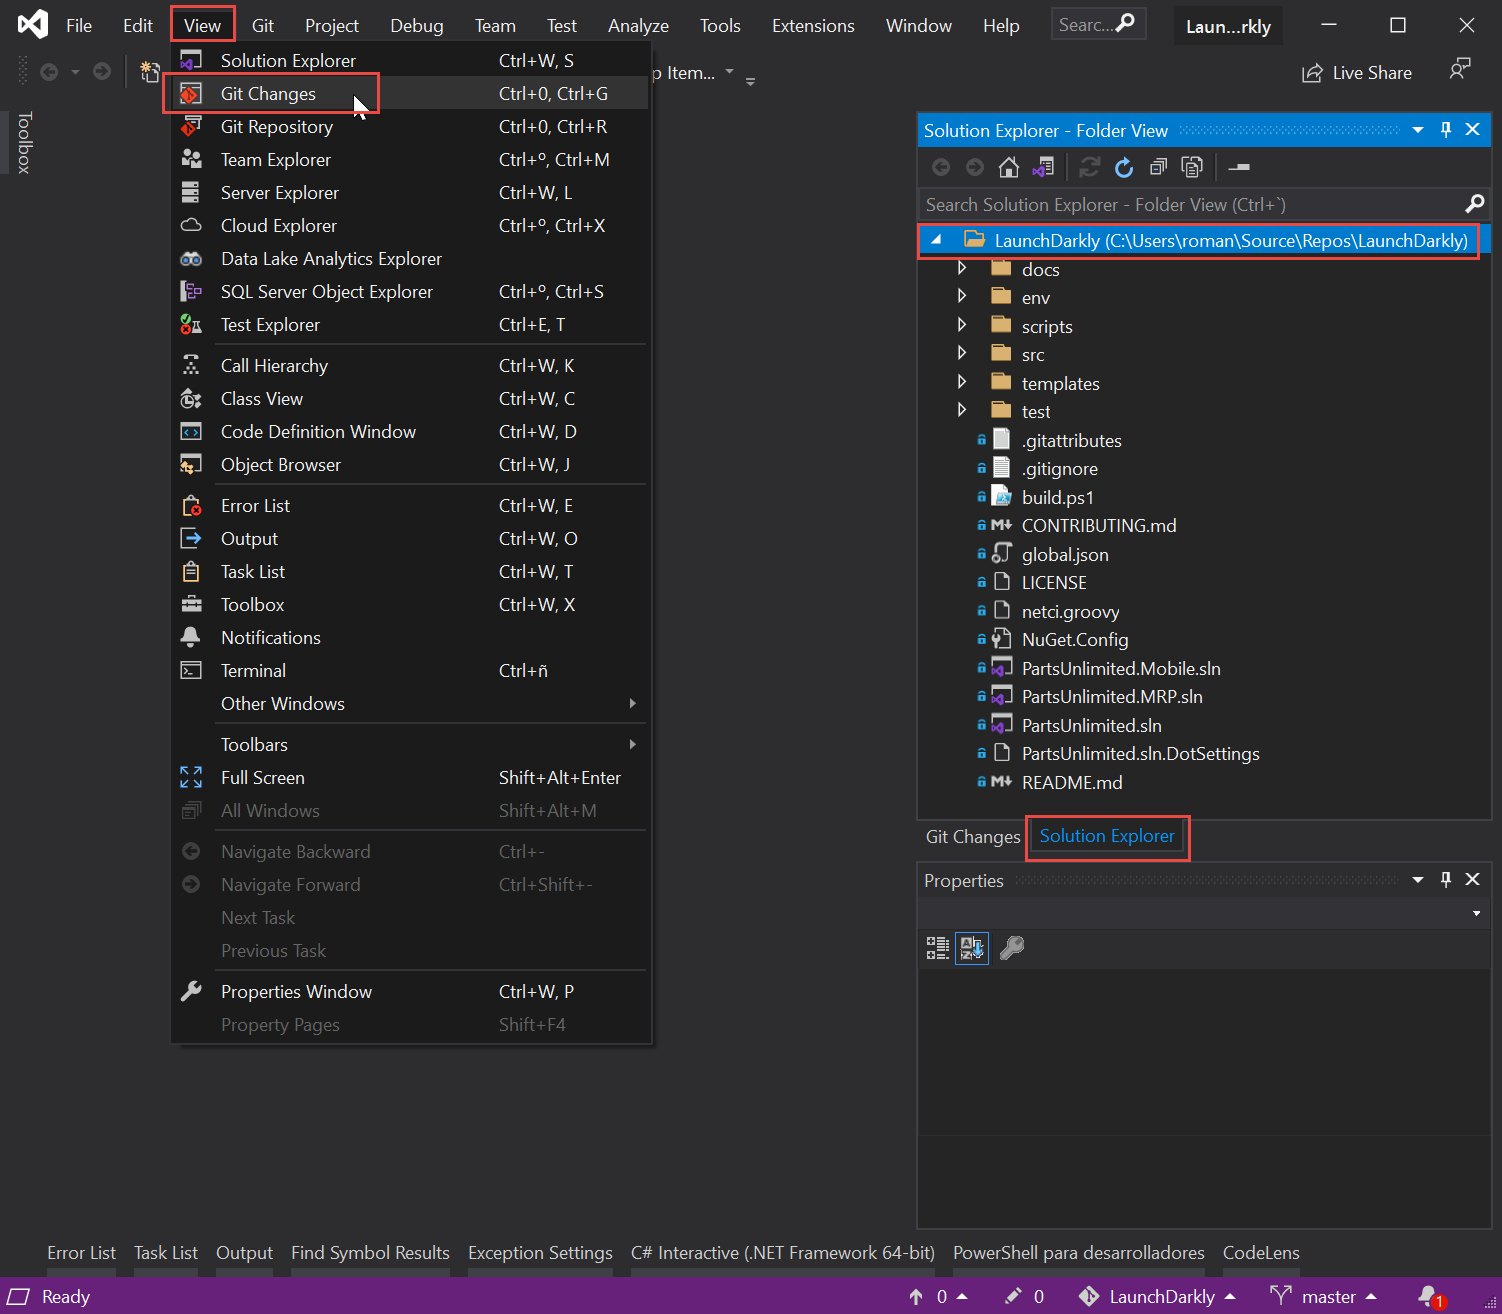 File Edit View Git Project Debug Team Test Analyze Tools Extensions Window Help Searc... Laun...rkly
p Item... Live Share
Toolbox
Solution Explorer Ctrl+W, S
Git Changes Ctrl+0, Ctrl+G
Git Repository Ctrl+0, Ctrl+R
Team Explorer Ctrl+º, Ctrl+M
Server Explorer Ctrl+W, L
Cloud Explorer Ctrl+º, Ctrl+X
Data Lake Analytics Explorer
SQL Server Object Explorer Ctrl+º, Ctrl+S
Test Explorer Ctrl+E, T
Call Hierarchy Ctrl+W, K
Class View Ctrl+W, C
Code Definition Window Ctrl+W, D
Object Browser Ctrl+W, J
Error List Ctrl+W, E
Output Ctrl+W, O
Task List Ctrl+W, T
Toolbox Ctrl+W, X
Notifications
Terminal Ctrl+ñ
Other Windows
Toolbars
Full Screen Shift+Alt+Enter
All Windows Shift+Alt+M
Navigate Backward Ctrl+-
Navigate Forward Ctrl+Shift+-
Next Task
Previous Task
Properties Window Ctrl+W, P
Property Pages Shift+F4
Solution Explorer - Folder View
Search Solution Explorer - Folder View (Ctrl+`)
LaunchDarkly (C:\Users\roman\Source\Repos\LaunchDarkly)
docs
env
scripts
src
templates
test
.gitattributes
.gitignore
build.ps1
CONTRIBUTING.md
global.json
LICENSE
netci.groovy
NuGet.Config
PartsUnlimited.Mobile.sln
PartsUnlimited.MRP.sln
PartsUnlimited.sln
PartsUnlimited.sln.DotSettings
README.md
Git Changes Solution Explorer
Properties
Error List Task List Output Find Symbol Results Exception Settings C# Interactive (.NET Framework 64-bit) PowerShell para desarrolladores CodeLens
Ready 0 0 LaunchDarkly master 1